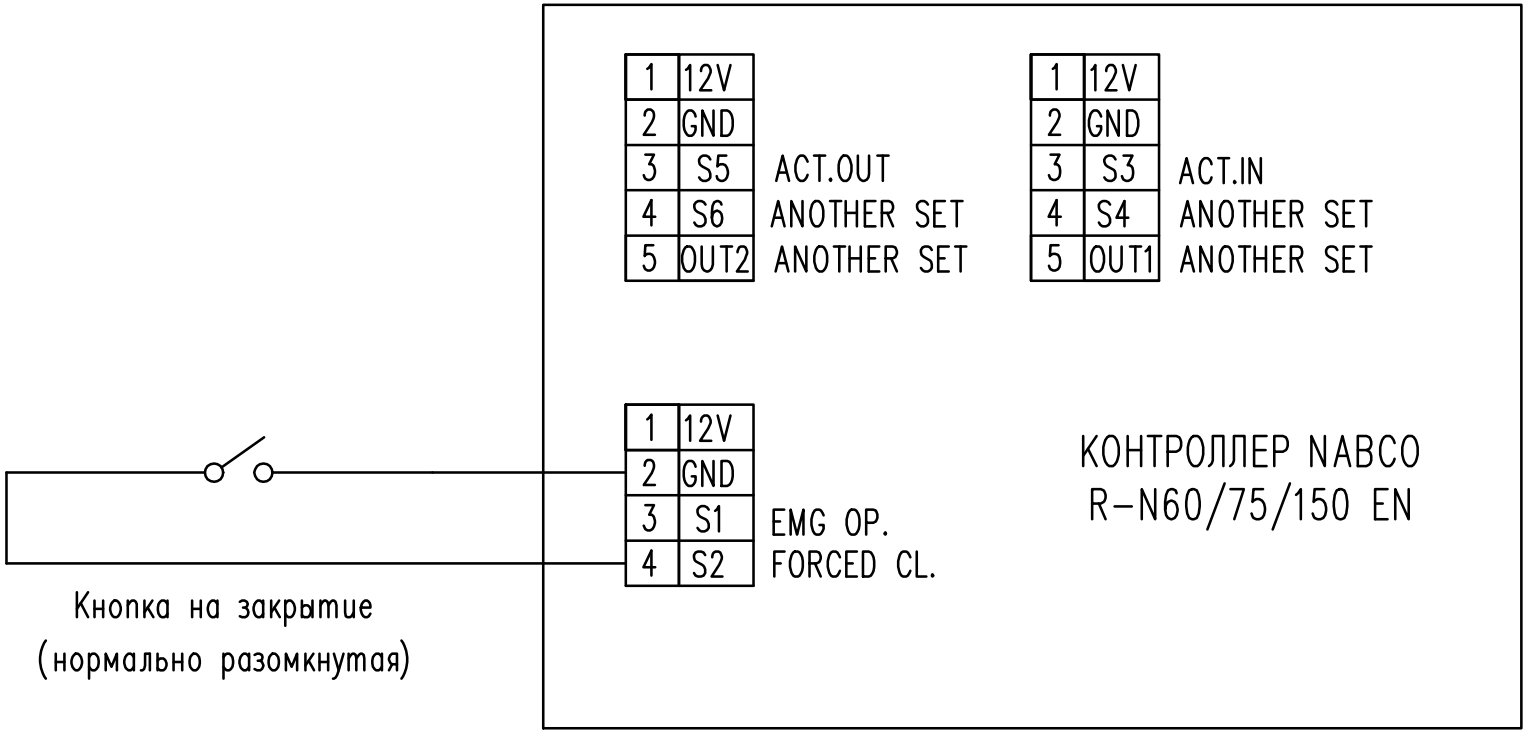 1 12V
2 GND
3 S5 ACT.OUT
4 S6 ANOTHER SET
5 OUT2 ANOTHER SET
1 12V
2 GND
3 S3 ACT.IN
4 S4 ANOTHER SET
5 OUT1 ANOTHER SET
1 12V
2 GND
3 S1 EMG OP.
4 S2 FORCED CL.
КОНТРОЛЛЕР NABCO
R-N60/75/150 EN
Кнопка на закрытие
(нормально разомкнутая)